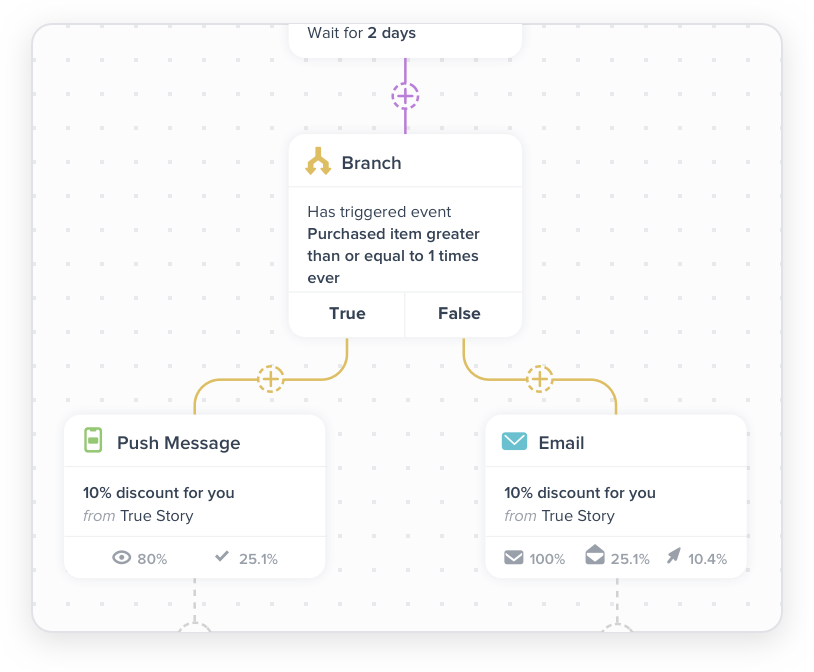 Wait for 2 days
Branch
Has triggered event
Purchased item greater
than or equal to 1 times
ever
True
False
Push Message
10% discount for you
from True Story
80%
25.1%
Email
10% discount for you
from True Story
100%
25.1%
10.4%